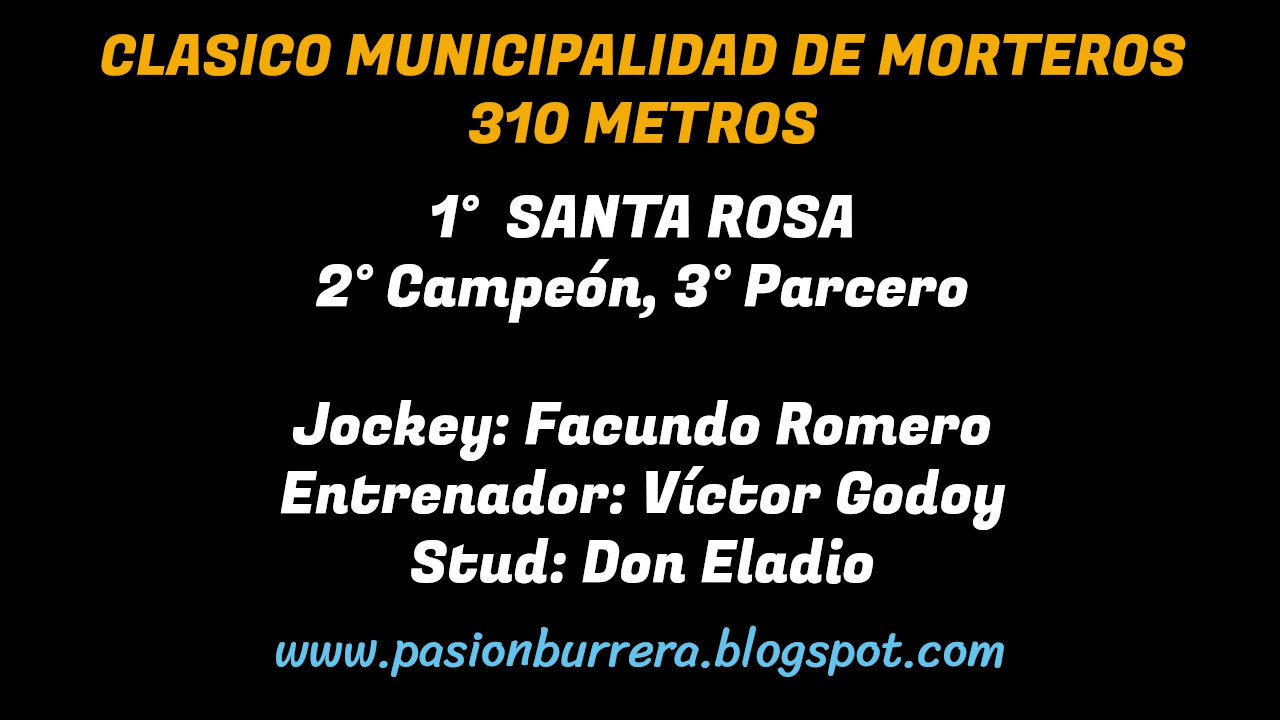 CLASICO MUNICIPALIDAD DE MORTEROS
310 METROS
1° SANTA ROSA
2° Campeón, 3° Parcero
Jockey: Facundo Romero
Entrenador: Víctor Godoy
Stud: Don Eladio
www.pasionburrera.blogspot.com